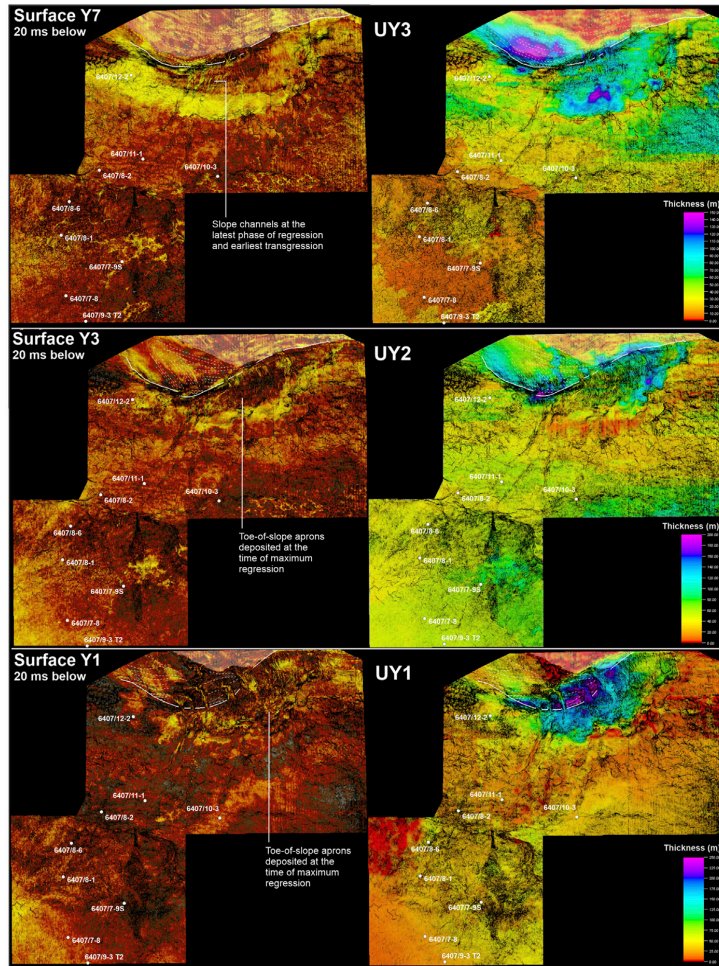 Surface Y7
20 ms below
6407/12-2
6407/11-1
6407/8-2
6407/10-3
6407/8-6
6407/8-1
6407/7-9S
6407/7-8
6407/9-3 T2
Slope channels at the
latest phase of regression
and earliest transgression
UY3
6407/12-2
6407/11-1
6407/8-2
6407/10-3
6407/8-6
6407/8-1
6407/7-9S
6407/7-8
6407/9-3 T2
Thickness (m)
Surface Y3
20 ms below
6407/12-2
6407/11-1
6407/8-2
6407/10-3
6407/8-6
6407/8-1
6407/7-9S
6407/7-8
6407/9-3 T2
Toe-of-slope aprons
deposited at the
time of maximum
regression
UY2
6407/12-2
6407/11-1
6407/8-2
6407/10-3
6407/8-6
6407/8-1
6407/7-9S
6407/7-8
6407/9-3 T2
Thickness (m)
Surface Y1
20 ms below
6407/12-2
6407/11-1
6407/8-2
6407/10-3
6407/8-6
6407/8-1
6407/7-9S
6407/7-8
6407/9-3 T2
Toe-of-slope aprons
deposited at the
time of maximum
regression
UY1
6407/12-2
6407/11-1
6407/8-2
6407/10-3
6407/8-6
6407/8-1
6407/7-9S
6407/7-8
6407/9-3 T2
Thickness (m)